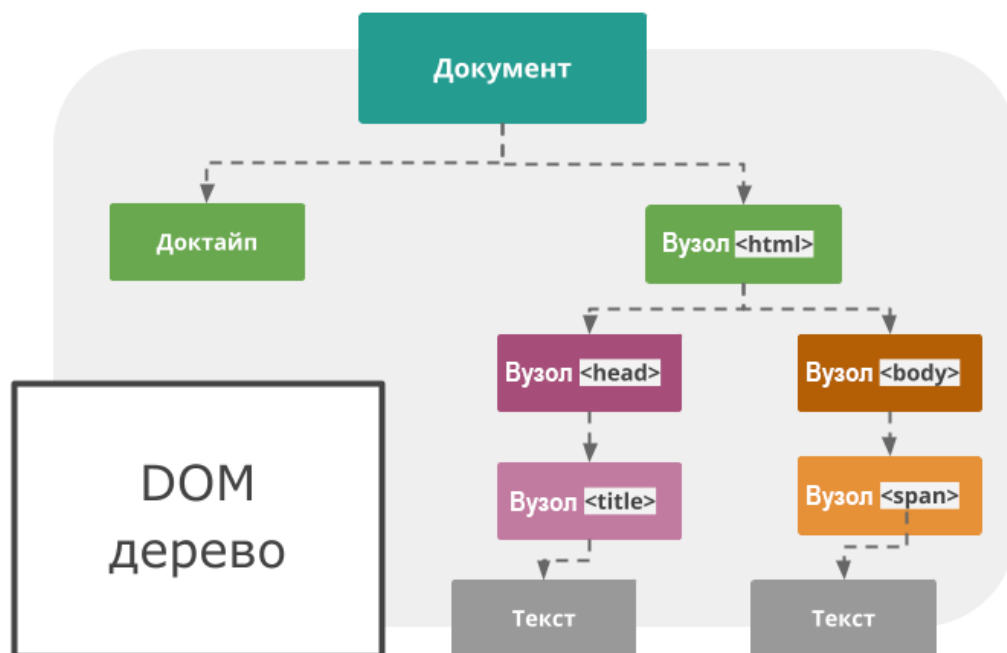 Документ
Доктайп
Вузол <html>
Вузол <head>
Вузол <body>
DOM
дерево
Вузол <title>
Вузол <span>
Текст
Текст